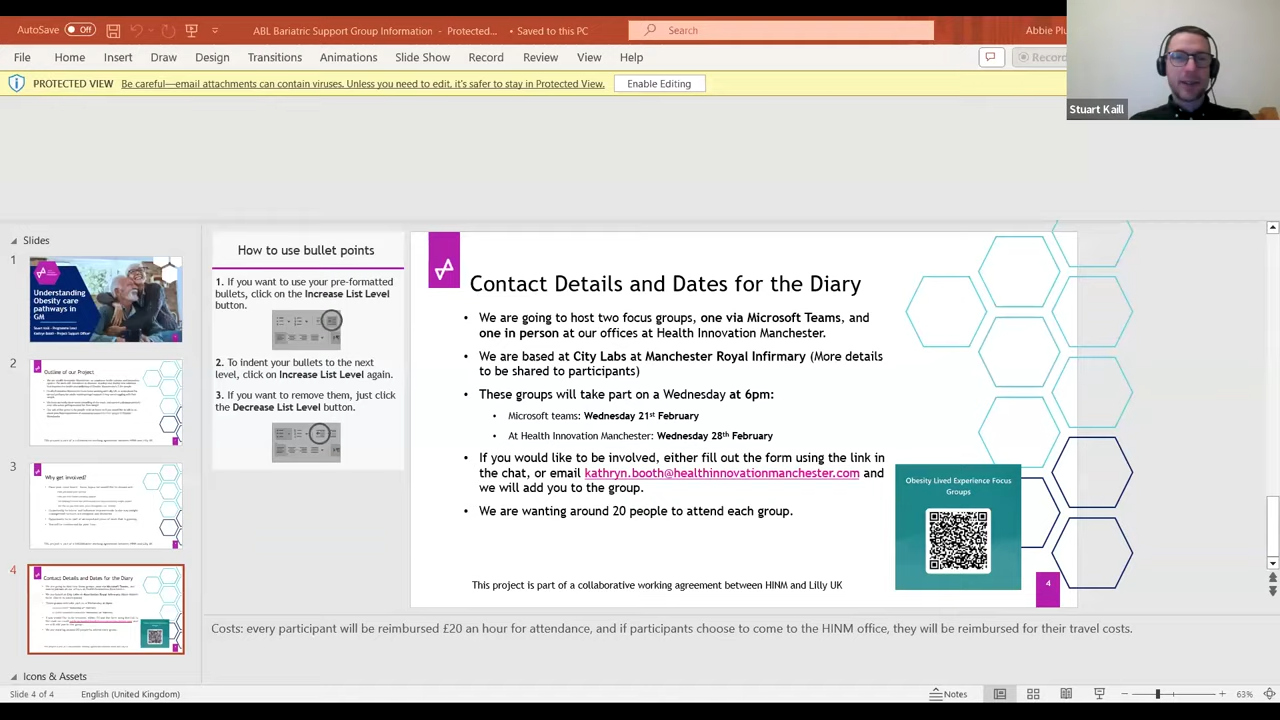 AutoSave Off
ABL Bariatric Support Group Information - Protected... • Saved to this PC
Search
Abbie Plu
File Home Insert Draw Design Transitions Animations Slide Show Record Review View Help
Record
PROTECTED VIEW Be careful—email attachments can contain viruses. Unless you need to edit, it's safer to stay in Protected View. Enable Editing
Stuart Kaill
Slides
1
Understanding
Obesity care
pathways in
GM
2
Outline of our Project
3
Why get involved?
4
Contact Details and Dates for the Diary
Icons & Assets
How to use bullet points
1. If you want to use your pre-formatted
bullets, click on the Increase List Level
button.
2. To indent your bullets to the next
level, click on Increase List Level again.
3. If you want to remove them, just click
the Decrease List Level button.
Contact Details and Dates for the Diary
• We are going to host two focus groups, one via Microsoft Teams, and
one in person at our offices at Health Innovation Manchester.
• We are based at City Labs at Manchester Royal Infirmary (More details
to be shared to participants)
• These groups will take part on a Wednesday at 6pm:
• Microsoft teams: Wednesday 21st February
• At Health Innovation Manchester: Wednesday 28th February
• If you would like to be involved, either fill out the form using the link in
the chat, or email kathryn.booth@healthinnovationmanchester.com and
we will add you to the group.
• We are wanting around 20 people to attend each group.
Obesity Lived Experience Focus
Groups
This project is part of a collaborative working agreement between HINM and Lilly UK
4
Costs: every participant will be reimbursed £20 an hour for attendance, and if participants choose to come to the HINM office, they will be reimbursed for their travel costs.
Slide 4 of 4 English (United Kingdom) Notes 63%